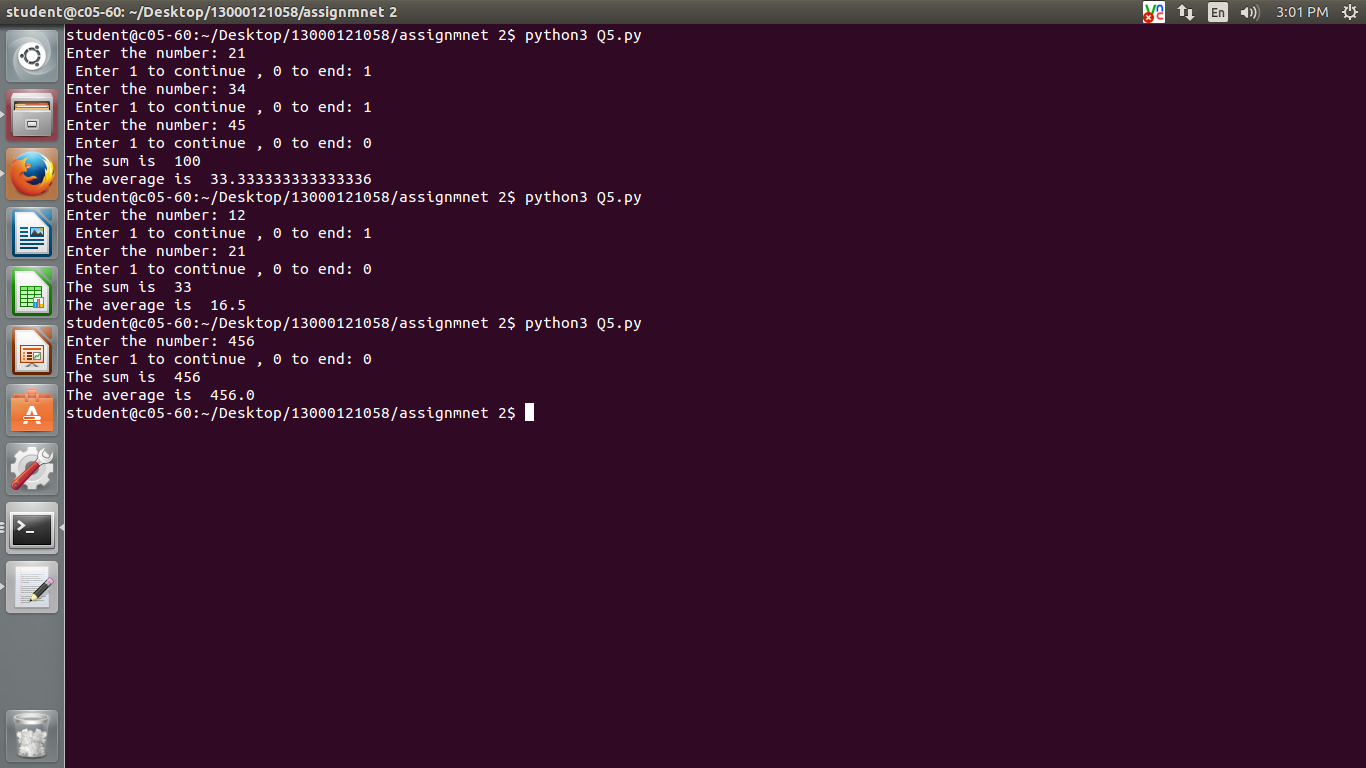 student@c05-60: ~/Desktop/13000121058/assignmnet 2
En
3:01 PM
student@c05-60:~/Desktop/13000121058/assignmnet 2$ python3 Q5.py
Enter the number: 21
 Enter 1 to continue , 0 to end: 1
Enter the number: 34
 Enter 1 to continue , 0 to end: 1
Enter the number: 45
 Enter 1 to continue , 0 to end: 0
The sum is  100
The average is  33.333333333333336
student@c05-60:~/Desktop/13000121058/assignmnet 2$ python3 Q5.py
Enter the number: 12
 Enter 1 to continue , 0 to end: 1
Enter the number: 21
 Enter 1 to continue , 0 to end: 0
The sum is  33
The average is  16.5
student@c05-60:~/Desktop/13000121058/assignmnet 2$ python3 Q5.py
Enter the number: 456
 Enter 1 to continue , 0 to end: 0
The sum is  456
The average is  456.0
student@c05-60:~/Desktop/13000121058/assignmnet 2$